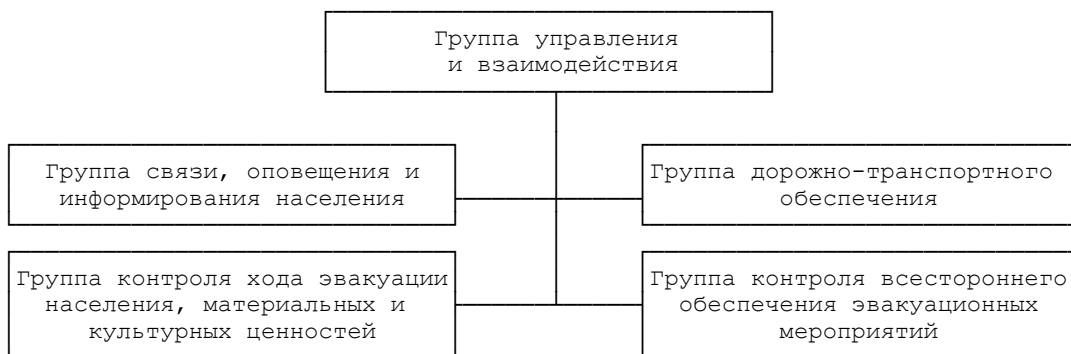 Группа управления
и взаимодействия
Группа связи, оповещения и
информирования населения
Группа дорожно-транспортного
обеспечения
Группа контроля хода эвакуации
населения, материальных и
культурных ценностей
Группа контроля всестороннего
обеспечения эвакуационных
мероприятий